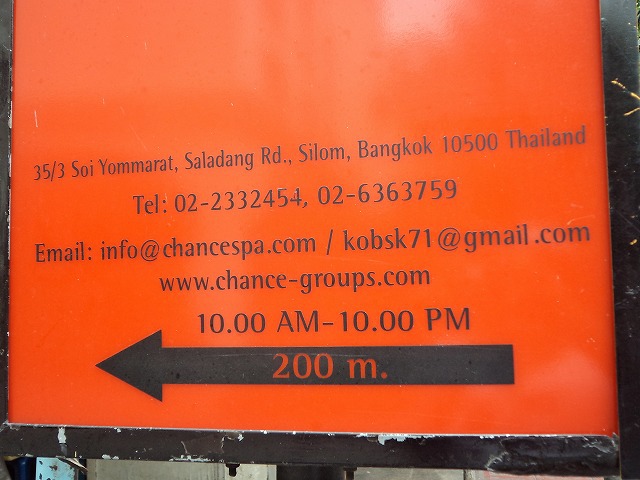 35/3 Soi Yommarat, Saladang Rd., Silom, Bangkok 10500 Thailand
Tel: 02-2332454, 02-6363759
Email: info@chancespa.com / kobsk71@gmail.com
www.chance-groups.com
10.00 AM-10.00 PM
200 m.